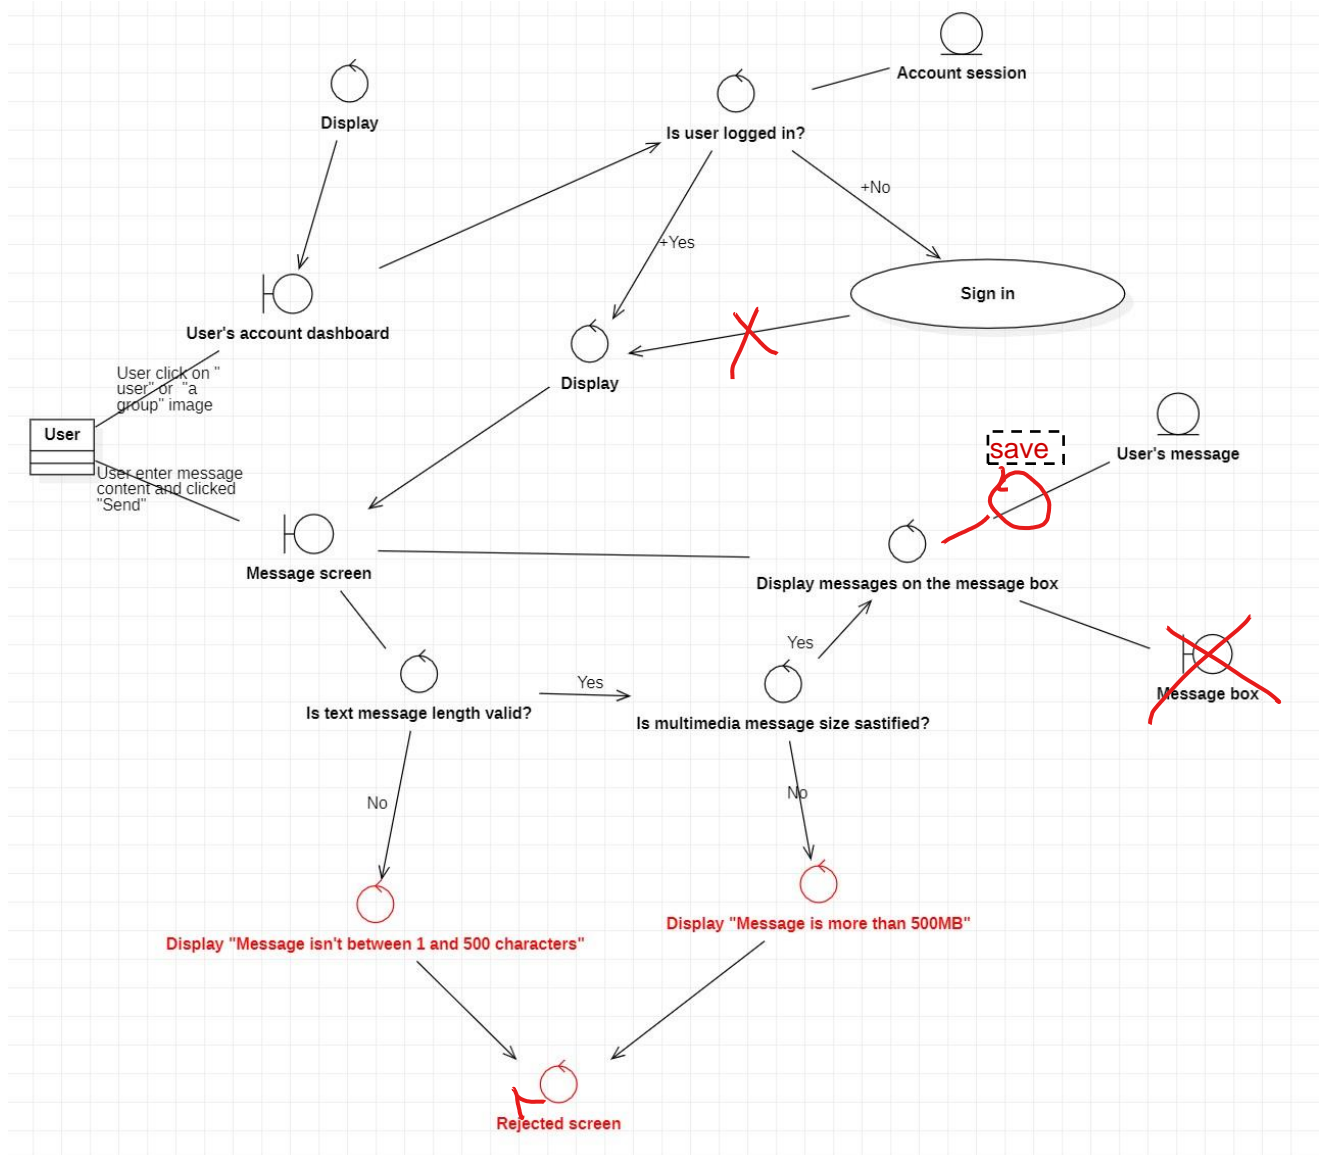 Account session
Display
Is user logged in?
+No
+Yes
Sign in
User's account dashboard
User click on "
user" or "a
group" image
Display
User
save
User's message
User enter message
content and clicked
"Send"
Message screen
Display messages on the message box
Yes
Yes
Message box
Is text message length valid?
Is multimedia message size sastified?
No
No
Display "Message is more than 500MB"
Display "Message isn't between 1 and 500 characters"
Rejected screen